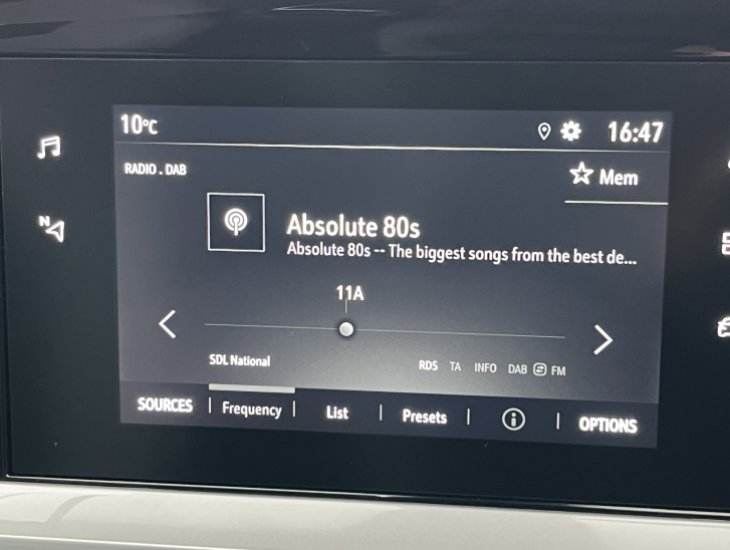 10°C 16:47
RADIO . DAB
Mem
N
Absolute 80s
Absolute 80s -- The biggest songs from the best de...
11A
SDL National
RDS TA INFO DAB FM
SOURCES | Frequency | List | Presets | i | OPTIONS